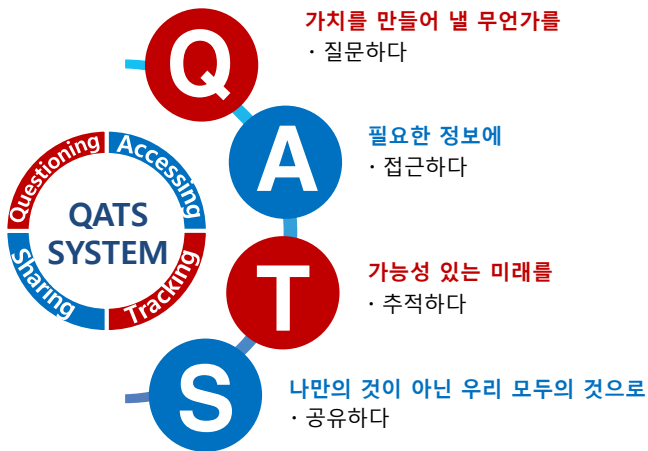 Q
가치를 만들어 낼 무언가를
· 질문하다
A
필요한 정보에
· 접근하다
Questioning
Accessing
QATS
SYSTEM
Sharing
Tracking
T
가능성 있는 미래를
· 추적하다
S
나만의 것이 아닌 우리 모두의 것으로
· 공유하다